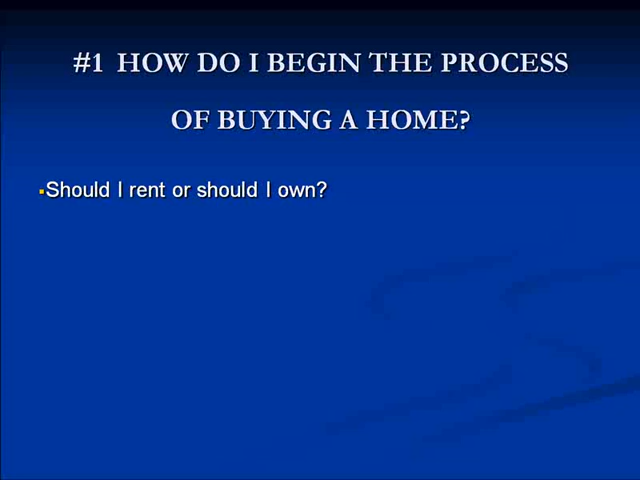 #1 HOW DO I BEGIN THE PROCESS
OF BUYING A HOME?
▪Should I rent or should I own?